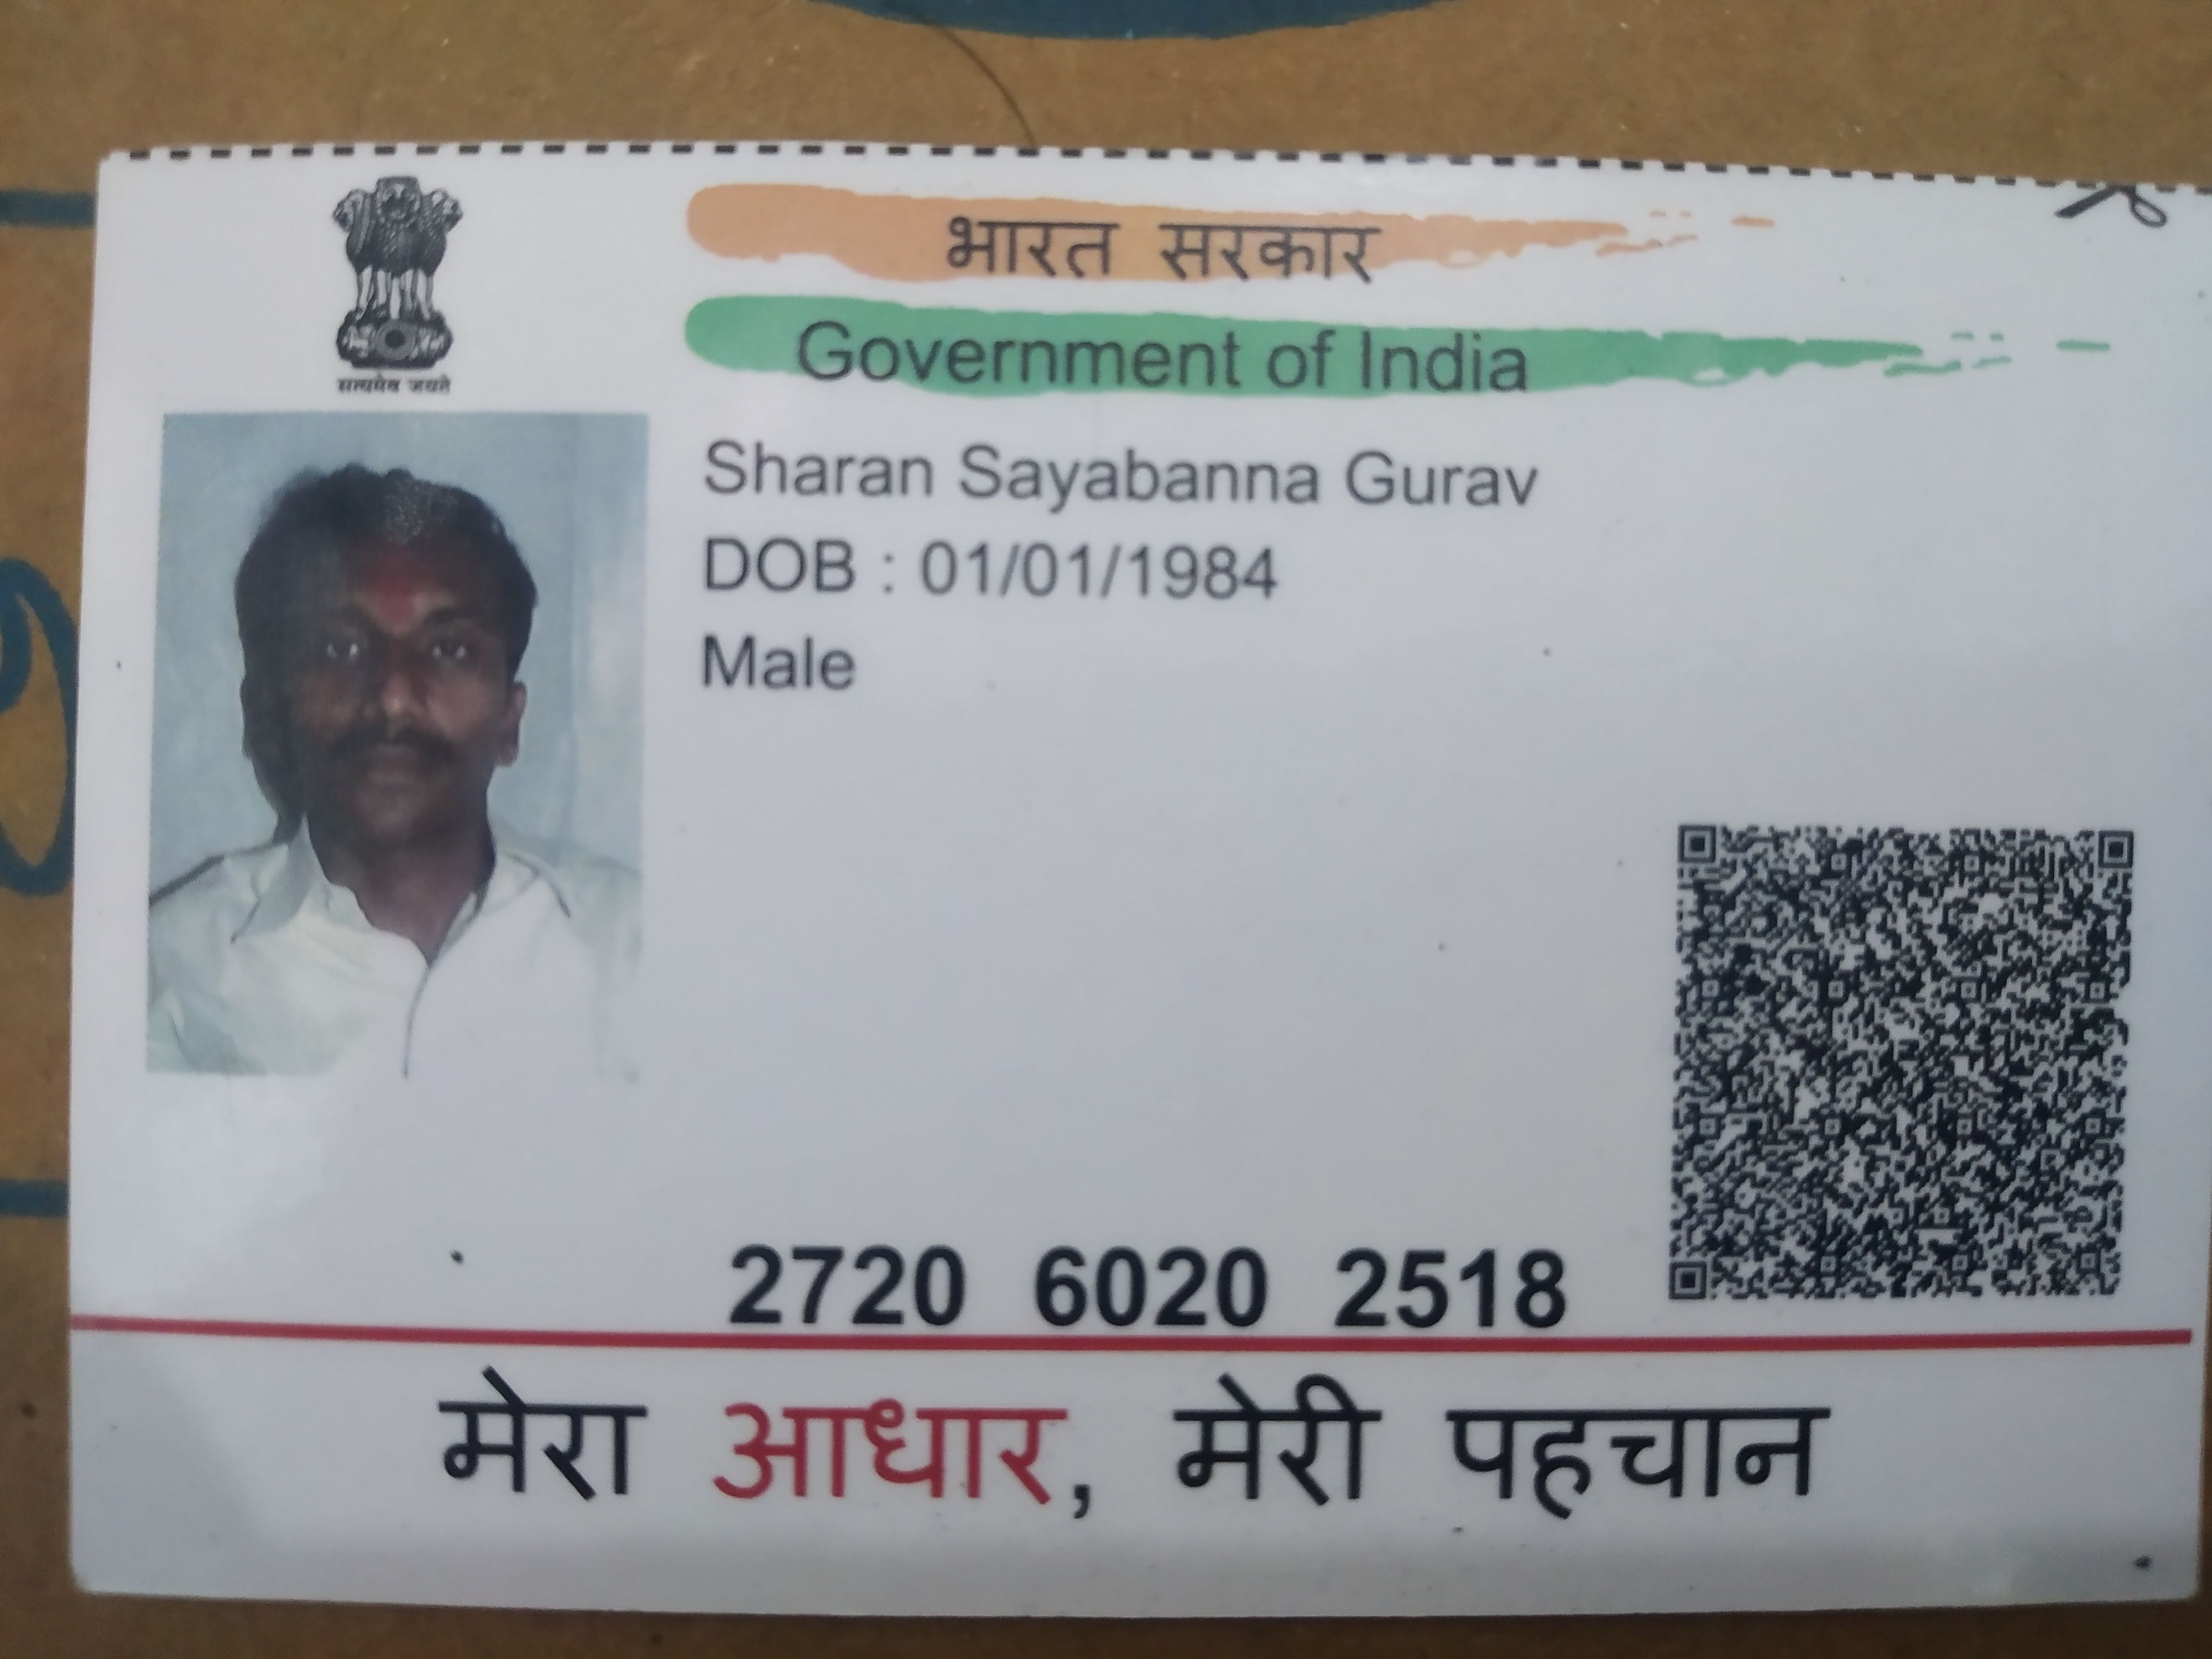 सत्यमेव जयते
भारत सरकार
Government of India
Sharan Sayabanna Gurav
DOB : 01/01/1984
Male
2720 6020 2518
मेरा आधार, मेरी पहचान